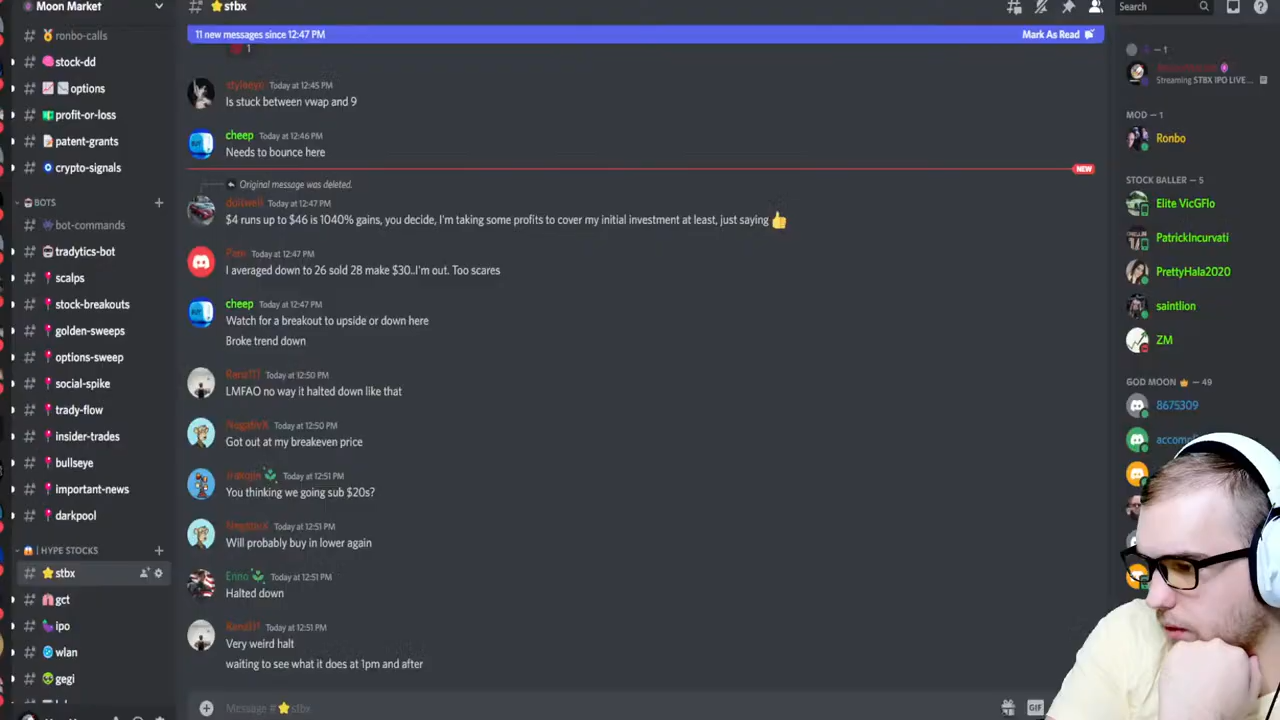 Moon Market
ronbo-calls
stock-dd
options
profit-or-loss
patent-grants
crypto-signals
BOTS
bot-commands
tradytics-bot
scalps
stock-breakouts
golden-sweeps
options-sweep
social-spike
trady-flow
insider-trades
bullseye
important-news
darkpool
HYPE STOCKS
stbx
gct
ipo
wlan
gegi
stbx
11 new messages since 12:47 PM
Mark As Read
1
Today at 12:45 PM
Is stuck between vwap and 9
cheep Today at 12:46 PM
Needs to bounce here
NEW
Original message was deleted.
Today at 12:47 PM
$4 runs up to $46 is 1040% gains, you decide, I'm taking some profits to cover my initial investment at least, just saying 👍
Today at 12:47 PM
I averaged down to 26 sold 28 make $30..I'm out. Too scares
cheep Today at 12:47 PM
Watch for a breakout to upside or down here
Broke trend down
Today at 12:50 PM
LMFAO no way it halted down like that
Today at 12:50 PM
Got out at my breakeven price
Today at 12:51 PM
You thinking we going sub $20s?
Today at 12:51 PM
Will probably buy in lower again
Enno Today at 12:51 PM
Halted down
Today at 12:51 PM
Very weird halt
waiting to see what it does at 1pm and after
Message # stbx
GIF
Search
— 1
Streaming STBX IPO LIVE...
MOD — 1
Ronbo
STOCK BALLER — 5
Elite VicGFlo
PatrickIncurvati
PrettyHala2020
saintlion
ZM
GOD MOON — 49
8675309